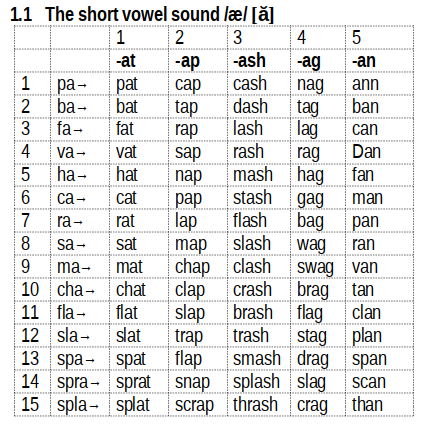 1.1 The short vowel sound /æ/ [ă]
1 2 3 4 5
-at -ap -ash -ag -an
1 pa→ pat cap cash nag ann
2 ba→ bat tap dash tag ban
3 fa→ fat rap lash lag can
4 va→ vat sap rash rag Dan
5 ha→ hat nap mash hag fan
6 ca→ cat pap stash gag man
7 ra→ rat lap flash bag pan
8 sa→ sat map slash wag ran
9 ma→ mat chap clash swag van
10 cha→ chat clap crash brag tan
11 fla→ flat slap brash flag clan
12 sla→ slat trap trash stag plan
13 spa→ spat flap smash drag span
14 spra→ sprat snap splash slag scan
15 spla→ splat scrap thrash crag than